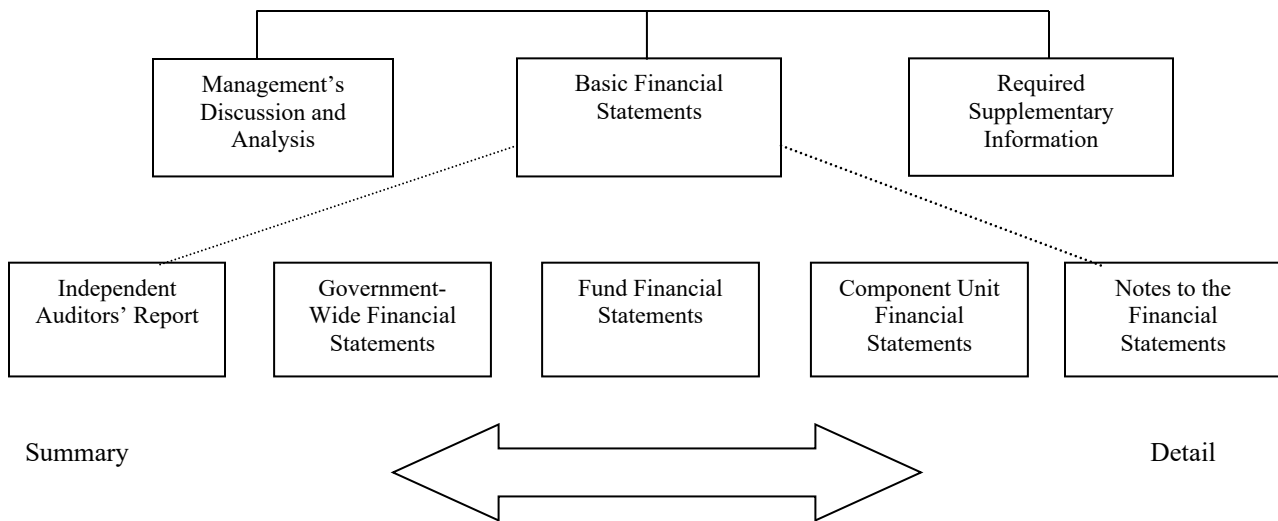 Management’s
Discussion and
Analysis
Basic Financial
Statements
Required
Supplementary
Information
Independent
Auditors’ Report
Government-
Wide Financial
Statements
Fund Financial
Statements
Component Unit
Financial
Statements
Notes to the
Financial
Statements
Summary
Detail